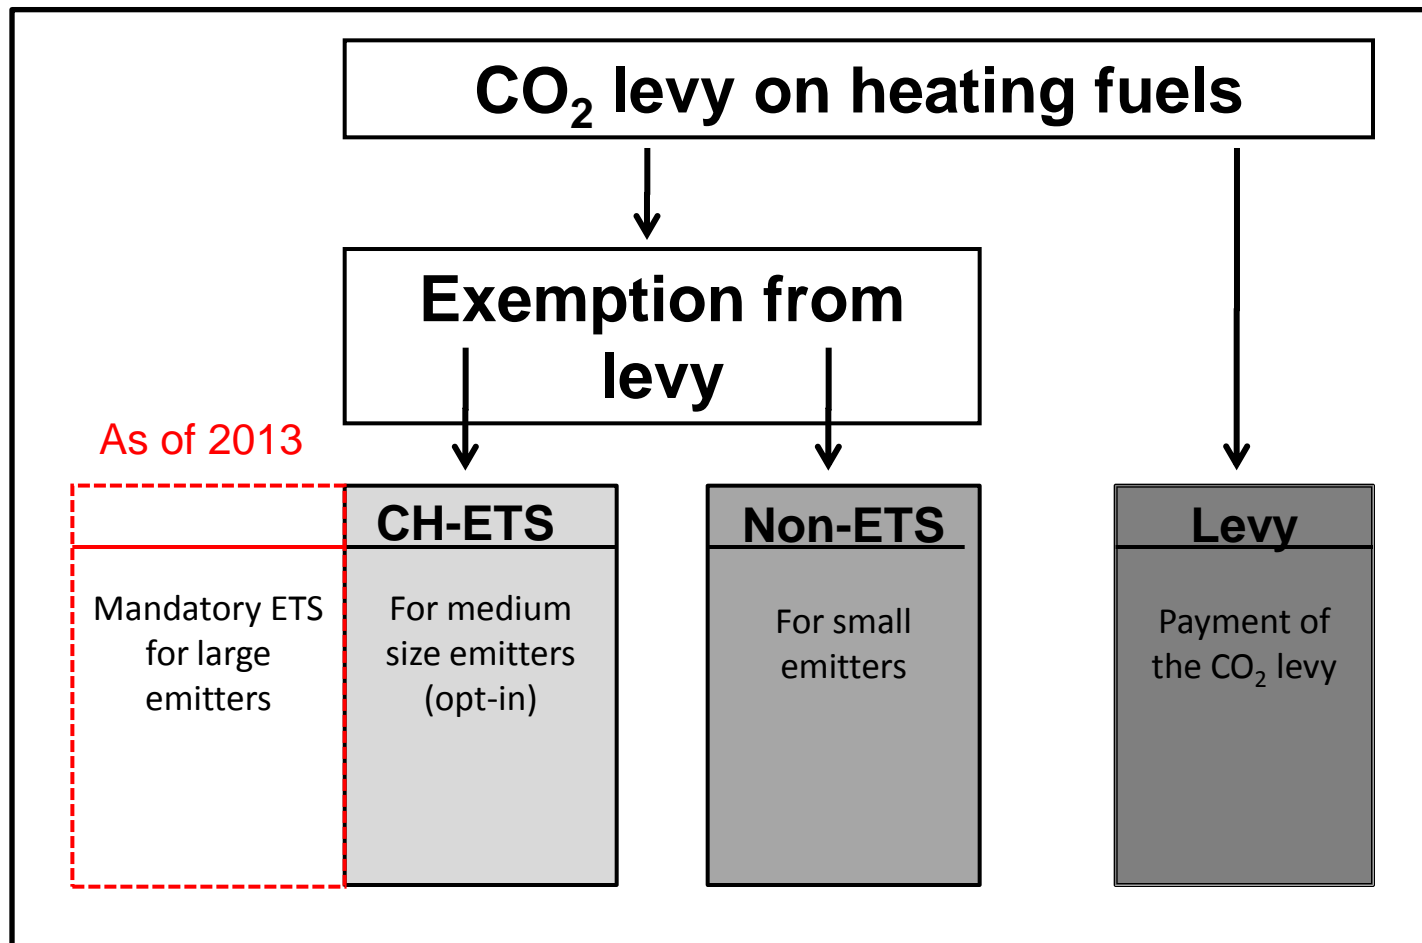 CO₂ levy on heating fuels
Exemption from
levy
As of 2013
CH-ETS
Non-ETS
Levy
Mandatory ETS
for large
emitters
For medium
size emitters
(opt-in)
For small
emitters
Payment of
the CO₂ levy